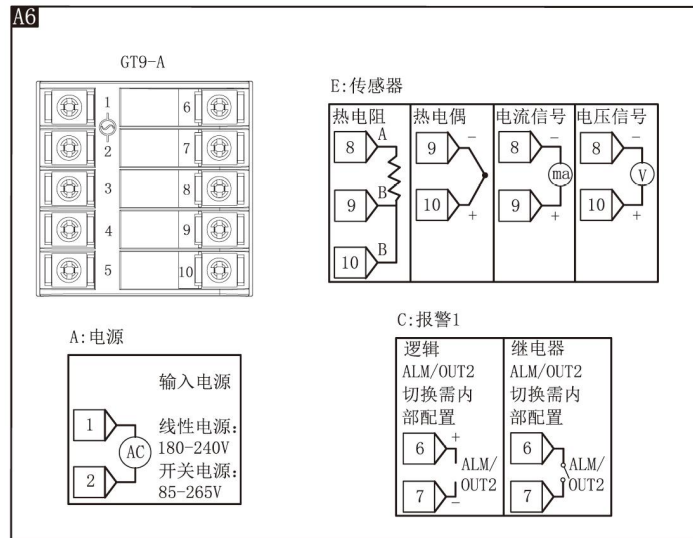 A6
GT9-A
1
2
3
4
5
6
7
8
9
10
E:传感器
热电阻
8
A
9
B
10
B
热电偶
9
−
10
+
电流信号
8
−
ma
9
+
电压信号
8
−
V
10
+
A:电源
输入电源
1
2
AC
线性电源:
180-240V
开关电源:
85-265V
C:报警1
逻辑
ALM/OUT2
切换需内
部配置
6
+
ALM/
OUT2
7
−
继电器
ALM/OUT2
切换需内
部配置
6
ALM/
OUT2
7